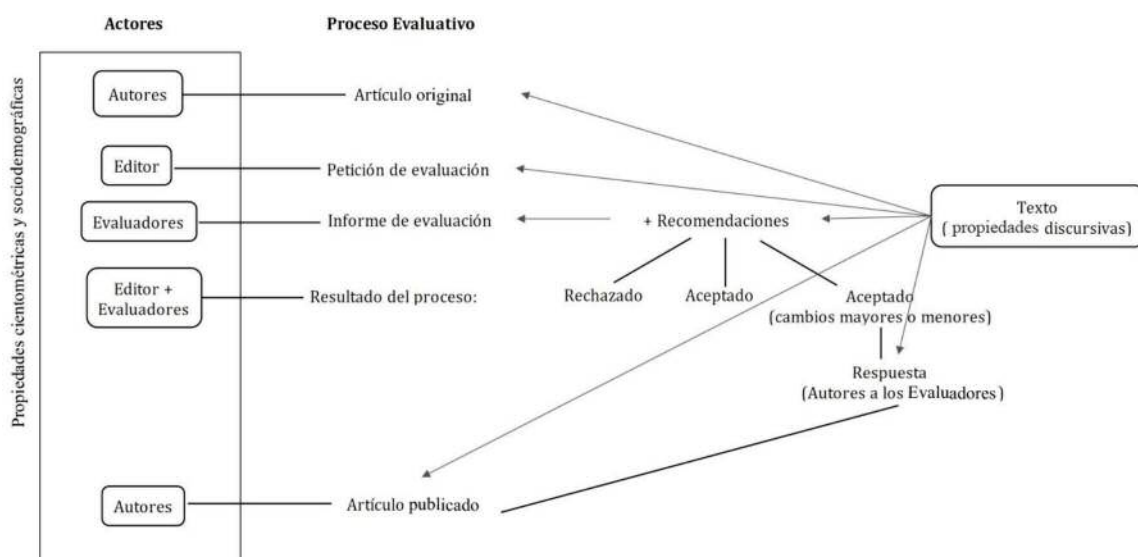 Actores
Proceso Evaluativo
Propiedades cientométricas y sociodemográficas
Autores
Artículo original
Editor
Petición de evaluación
Evaluadores
Informe de evaluación
+ Recomendaciones
Texto
( propiedades discursivas)
Editor +
Evaluadores
Resultado del proceso:
Rechazado
Aceptado
Aceptado
(cambios mayores o menores)
Respuesta
(Autores a los Evaluadores)
Autores
Artículo publicado